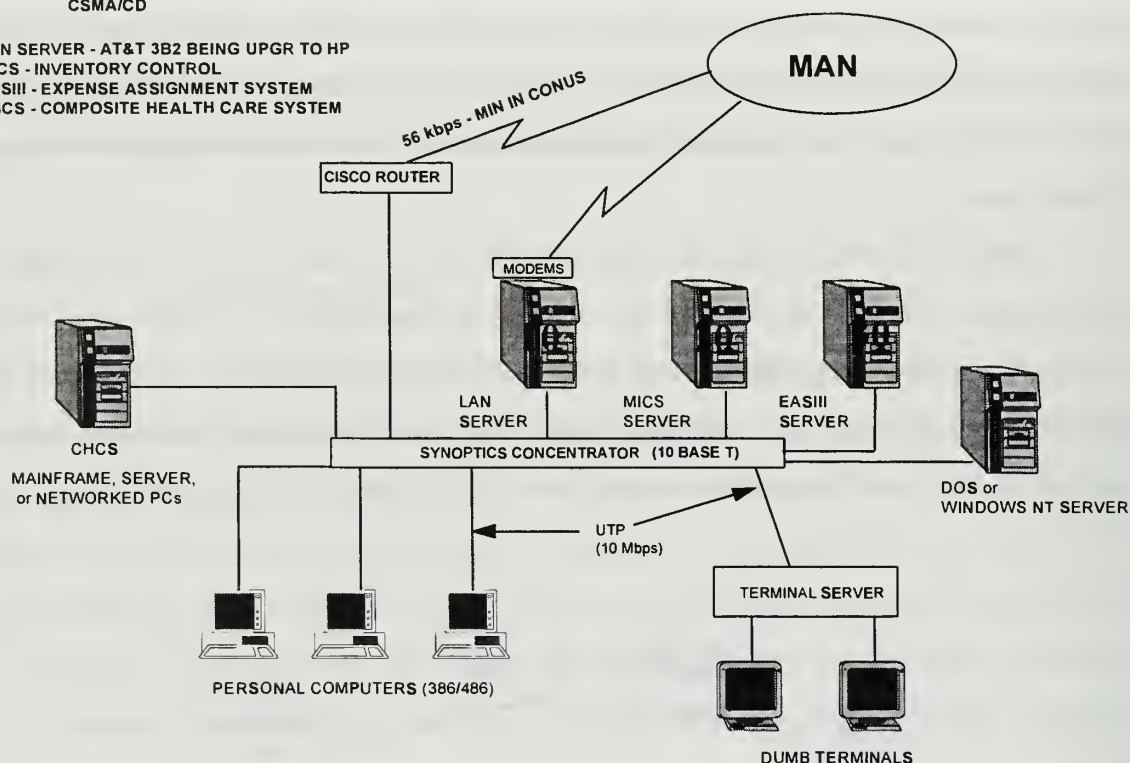 CSMA/CD
N SERVER - AT&T 3B2 BEING UPGR TO HP
CS - INVENTORY CONTROL
SIII - EXPENSE ASSIGNMENT SYSTEM
CS - COMPOSITE HEALTH CARE SYSTEM
MAN
56 kbps - MIN IN CONUS
CISCO ROUTER
MODEMS
LAN
SERVER
MICS
SERVER
EASIII
SERVER
CHCS
MAINFRAME, SERVER,
or NETWORKED PCs
SYNOPTICS CONCENTRATOR (10 BASE T)
DOS or
WINDOWS NT SERVER
UTP
(10 Mbps)
TERMINAL SERVER
PERSONAL COMPUTERS (386/486)
DUMB TERMINALS